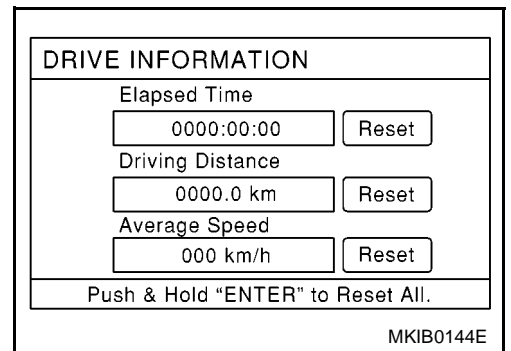 DRIVE INFORMATION
Elapsed Time
0000:00:00 Reset
Driving Distance
0000.0 km Reset
Average Speed
000 km/h Reset
Push & Hold “ENTER” to Reset All.
MKIB0144E